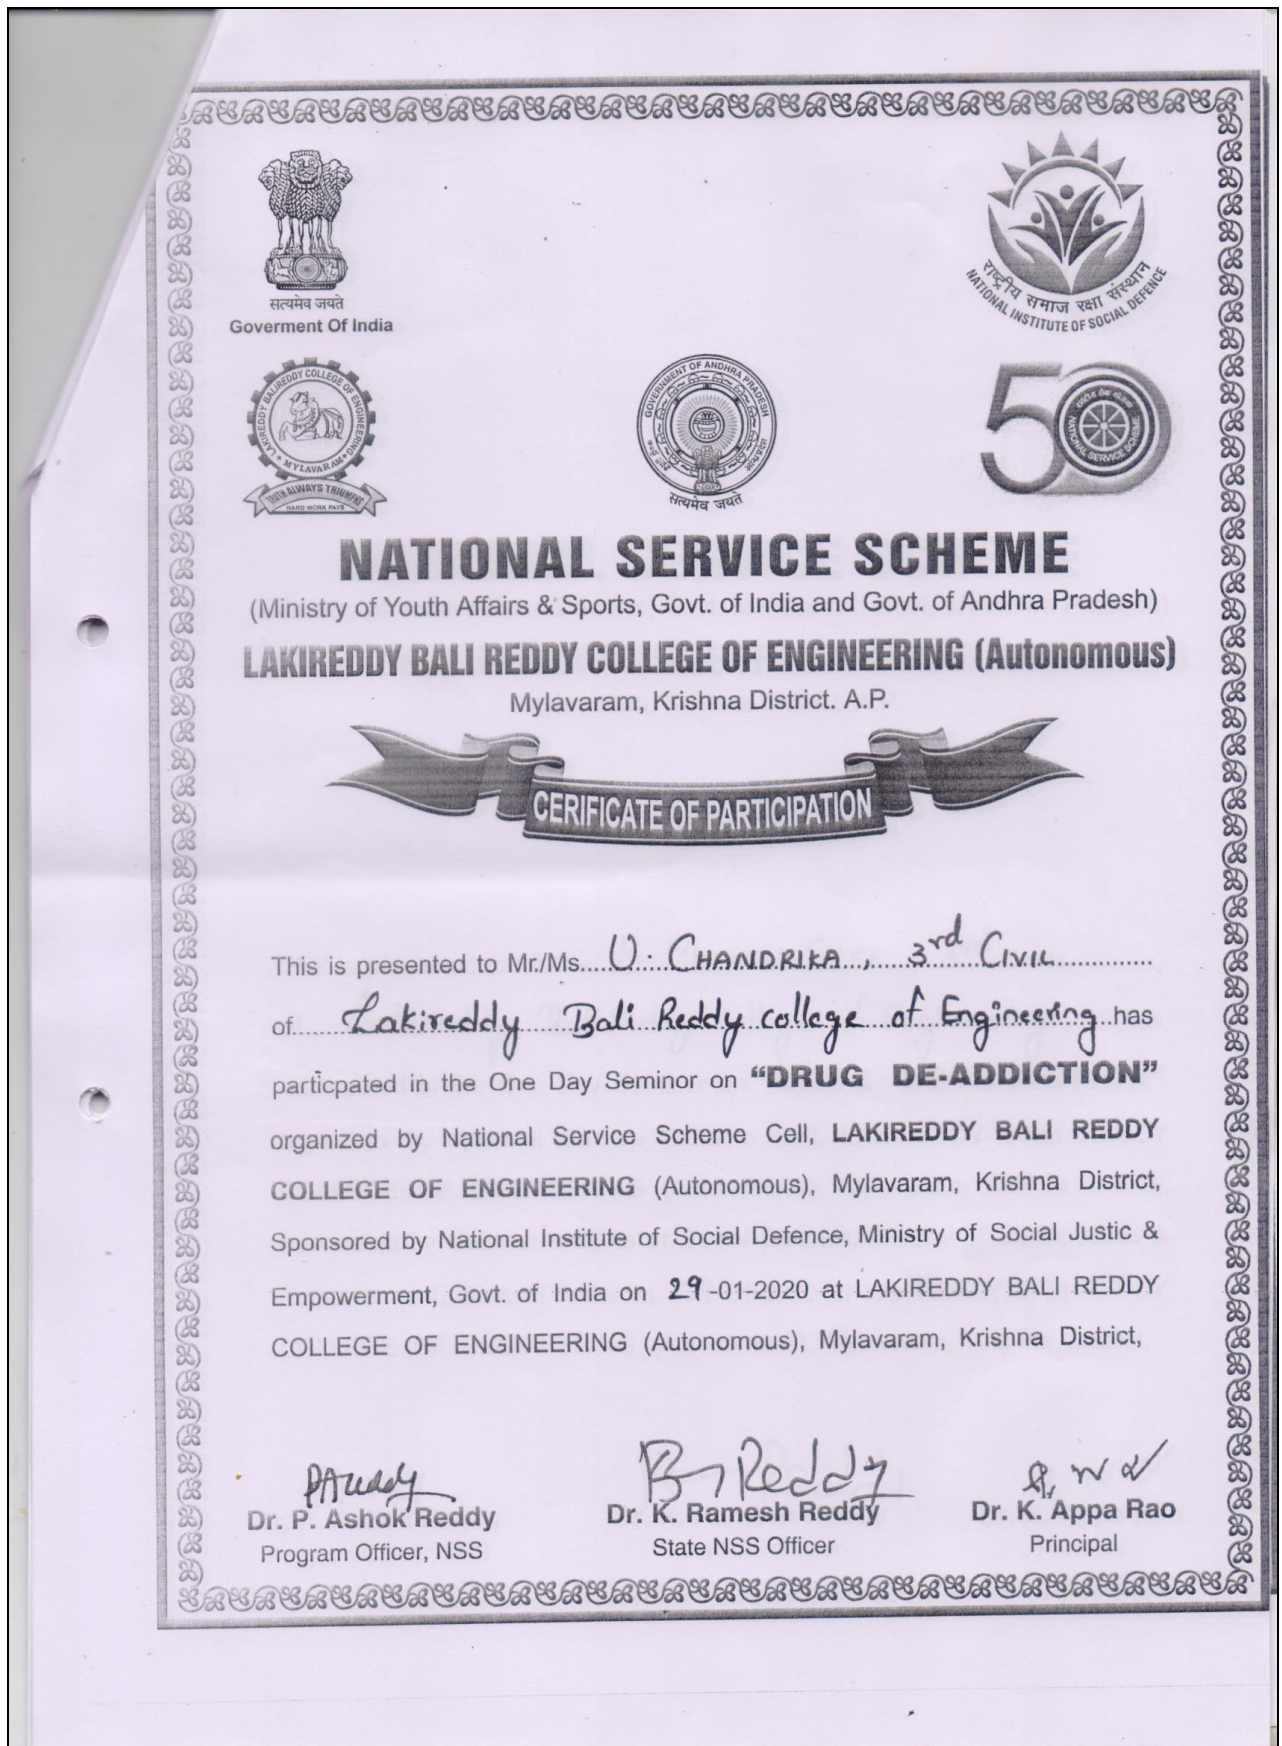 सत्यमेव जयते
Goverment Of India
राष्ट्रीय समाज रक्षा संस्थान
NATIONAL INSTITUTE OF SOCIAL DEFENCE
LAKIREDDY BALIREDDY COLLEGE OF ENGINEERING
MYLAVARAM
ALWAYS TRIUMPHS
HARD WORK PAYS
GOVERNMENT OF ANDHRA PRADESH
सत्यमेव जयते
50
NATIONAL SERVICE SCHEME
NATIONAL SERVICE SCHEME
(Ministry of Youth Affairs & Sports, Govt. of India and Govt. of Andhra Pradesh)
LAKIREDDY BALI REDDY COLLEGE OF ENGINEERING (Autonomous)
Mylavaram, Krishna District. A.P.
CERIFICATE OF PARTICIPATION
This is presented to Mr./Ms. U. CHANDRIKA, 3rd CIVIL
of Lakireddy Bali Reddy college of Engineering has
particpated in the One Day Seminor on “DRUG DE-ADDICTION”
organized by National Service Scheme Cell, LAKIREDDY BALI REDDY
COLLEGE OF ENGINEERING (Autonomous), Mylavaram, Krishna District,
Sponsored by National Institute of Social Defence, Ministry of Social Justic &
Empowerment, Govt. of India on 29-01-2020 at LAKIREDDY BALI REDDY
COLLEGE OF ENGINEERING (Autonomous), Mylavaram, Krishna District,
Dr. P. Ashok Reddy
Program Officer, NSS
Dr. K. Ramesh Reddy
State NSS Officer
Dr. K. Appa Rao
Principal